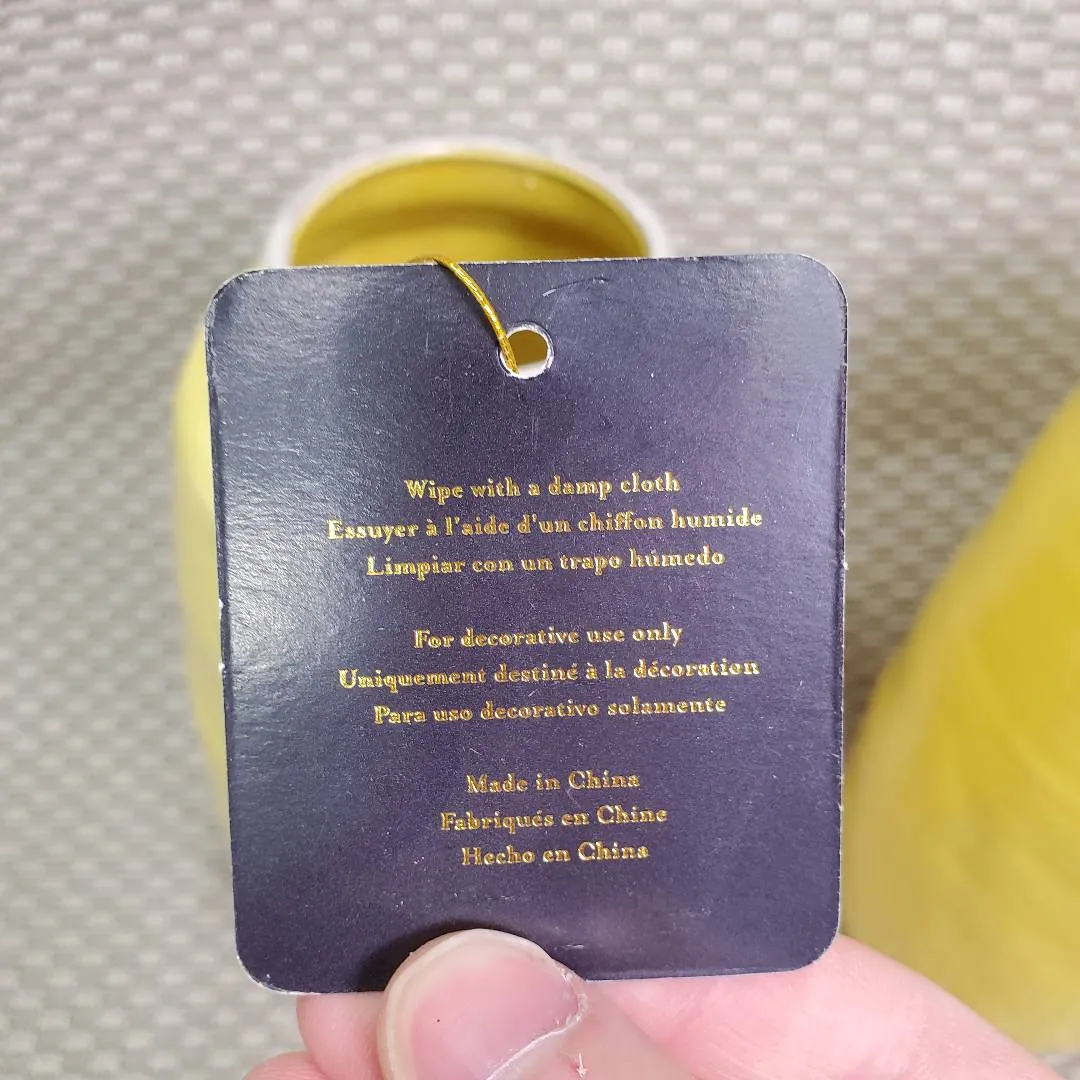 Wipe with a damp cloth
Essuyer à l'aide d'un chiffon humide
Limpiar con un trapo húmedo
For decorative use only
Uniquement destiné à la décoration
Para uso decorativo solamente
Made in China
Fabriqués en Chine
Hecho en China